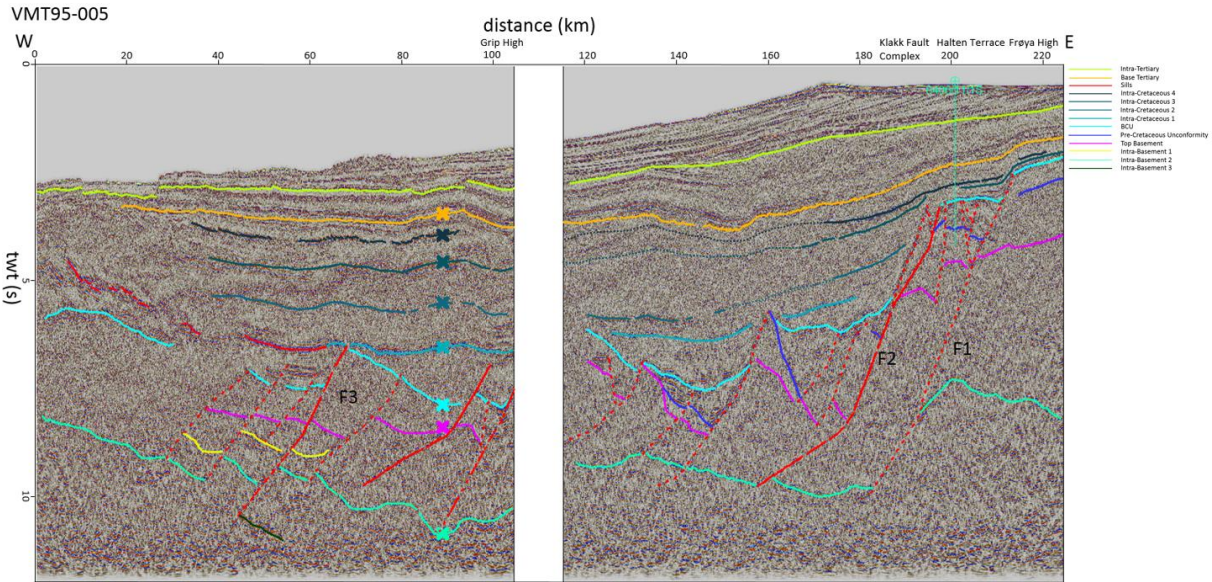 VMT95-005
distance (km)
W
Grip High
Klakk Fault
Complex
Halten Terrace
Frøya High
E
0
20
40
60
80
100
120
140
160
180
200
220
0
5
10
twt (s)
F3
F2
F1
Intra-Tertiary
Base Tertiary
Sills
Intra-Cretaceous 4
Intra-Cretaceous 3
Intra-Cretaceous 2
Intra-Cretaceous 1
BCU
Pre-Cretaceous Unconformity
Top Basement
Intra-Basement 1
Intra-Basement 2
Intra-Basement 3